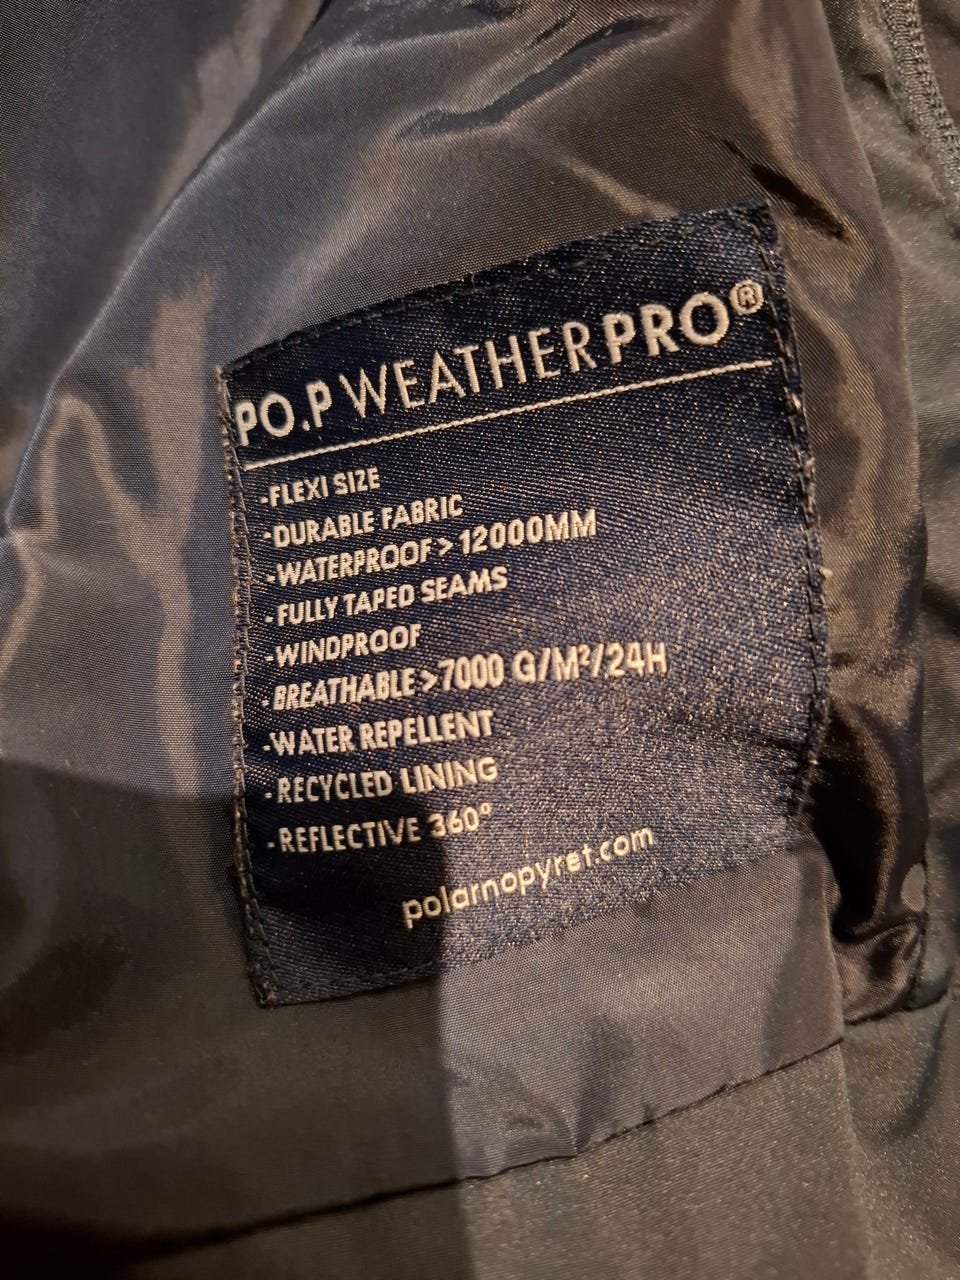 PO.P WEATHERPRO®
-FLEXI SIZE
-DURABLE FABRIC
-WATERPROOF > 12000MM
-FULLY TAPED SEAMS
-WINDPROOF
-BREATHABLE >7000 G/M²/24H
-WATER REPELLENT
-RECYCLED LINING
-REFLECTIVE 360°
polarnopyret.com